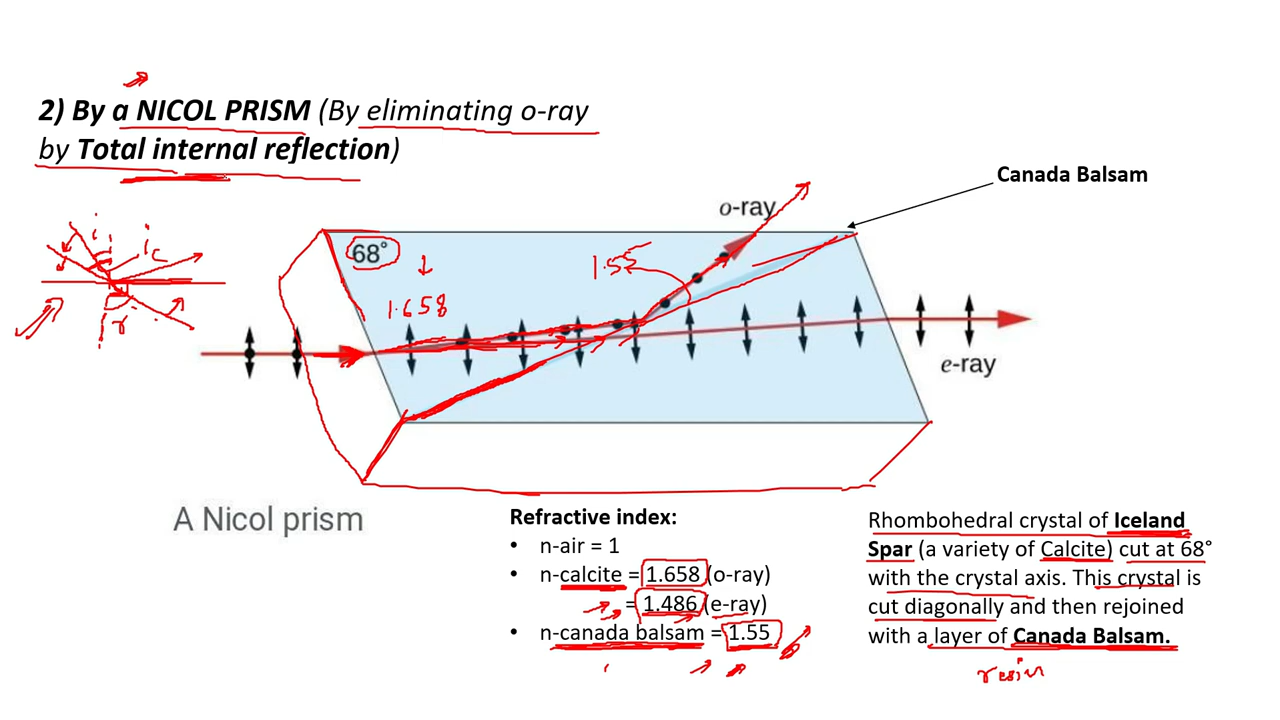 2) By a NICOL PRISM (By eliminating o-ray
by Total internal reflection)
Canada Balsam
o-ray
68°
1.55
1.658
i
i
ic
r
e-ray
A Nicol prism
Refractive index:
• n-air = 1
• n-calcite = 1.658 (o-ray)
= 1.486 (e-ray)
• n-canada balsam = 1.55
Rhombohedral crystal of Iceland
Spar (a variety of Calcite) cut at 68°
with the crystal axis. This crystal is
cut diagonally and then rejoined
with a layer of Canada Balsam.
resin